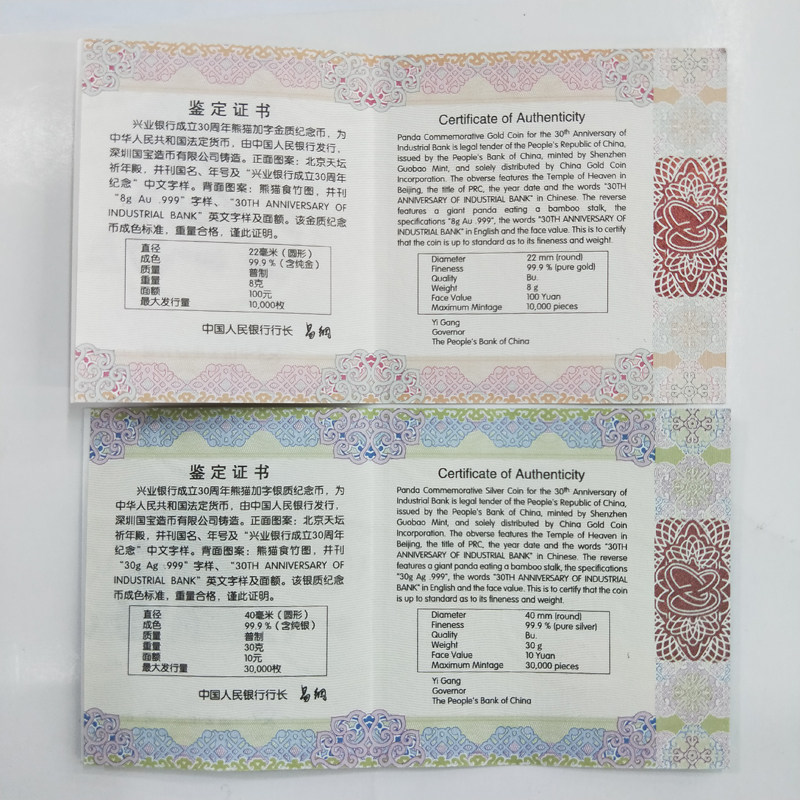 鉴定证书
兴业银行成立30周年熊猫加字金质纪念币，为
中华人民共和国法定货币，由中国人民银行发行，
深圳国宝造币有限公司铸造。正面图案：北京天坛
祈年殿，并刊国名、年号及“兴业银行成立30周年
纪念”中文字样。背面图案：熊猫食竹图，并刊
“8g Au .999”字样、“30TH ANNIVERSARY OF
INDUSTRIAL BANK”英文字样及面额。该金质纪念
币成色标准，重量合格，谨此证明。
直径 22毫米（圆形）
成色 99.9％（含纯金）
质量 普制
重量 8克
面额 100元
最大发行量 10,000枚
中国人民银行行长 易纲
Certificate of Authenticity
Panda Commemorative Gold Coin for the 30th Anniversary of
Industrial Bank is legal tender of the People's Republic of China,
issued by the People's Bank of China, minted by Shenzhen
Guobao Mint, and solely distributed by China Gold Coin
Incorporation. The obverse features the Temple of Heaven in
Beijing, the title of PRC, the year date and the words "30TH
ANNIVERSARY OF INDUSTRIAL BANK" in Chinese. The reverse
features a giant panda eating a bamboo stalk, the
specifications "8g Au .999", the words "30TH ANNIVERSARY OF
INDUSTRIAL BANK" in English and the face value. This is to certify
that the coin is up to standard as to its fineness and weight.
Diameter 22 mm (round)
Fineness 99.9 % (pure gold)
Quality Bu.
Weight 8 g
Face Value 100 Yuan
Maximum Mintage 10,000 pieces
Yi Gang
Governor
The People's Bank of China
鉴定证书
兴业银行成立30周年熊猫加字银质纪念币，为
中华人民共和国法定货币，由中国人民银行发行，
深圳国宝造币有限公司铸造。正面图案：北京天坛
祈年殿，并刊国名、年号及“兴业银行成立30周年
纪念”中文字样。背面图案：熊猫食竹图，并刊
“30g Ag .999”字样、“30TH ANNIVERSARY OF
INDUSTRIAL BANK”英文字样及面额。该银质纪念
币成色标准，重量合格，谨此证明。
直径 40毫米（圆形）
成色 99.9％（含纯银）
质量 普制
重量 30克
面额 10元
最大发行量 30,000枚
中国人民银行行长 易纲
Certificate of Authenticity
Panda Commemorative Silver Coin for the 30th Anniversary of
Industrial Bank is legal tender of the People's Republic of China,
issued by the People's Bank of China, minted by Shenzhen
Guobao Mint, and solely distributed by China Gold Coin
Incorporation. The obverse features the Temple of Heaven in
Beijing, the title of PRC, the year date and the words "30TH
ANNIVERSARY OF INDUSTRIAL BANK" in Chinese. The reverse
features a giant panda eating a bamboo stalk, the specifications
"30g Ag .999", the words "30TH ANNIVERSARY OF INDUSTRIAL
BANK" in English and the face value. This is to certify that the coin
is up to standard as to its fineness and weight.
Diameter 40 mm (round)
Fineness 99.9 % (pure silver)
Quality Bu.
Weight 30 g
Face Value 10 Yuan
Maximum Mintage 30,000 pieces
Yi Gang
Governor
The People's Bank of China